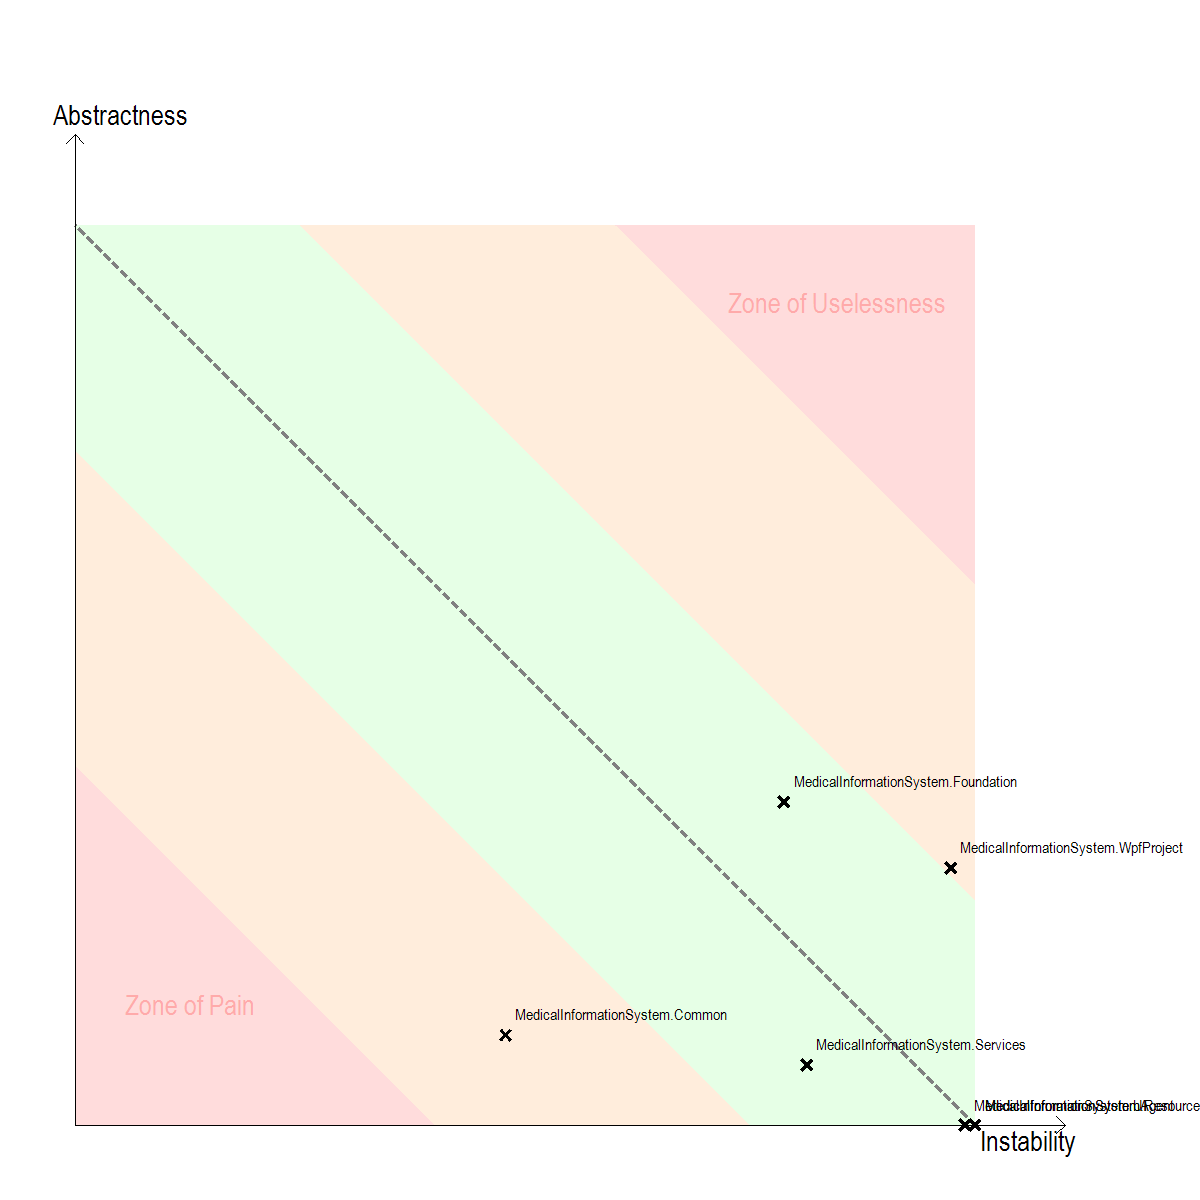 Abstractness
Zone of Uselessness
MedicalInformationSystem.Foundation
MedicalInformationSystem.WpfProject
Zone of Pain
MedicalInformationSystem.Common
MedicalInformationSystem.Services
Instability